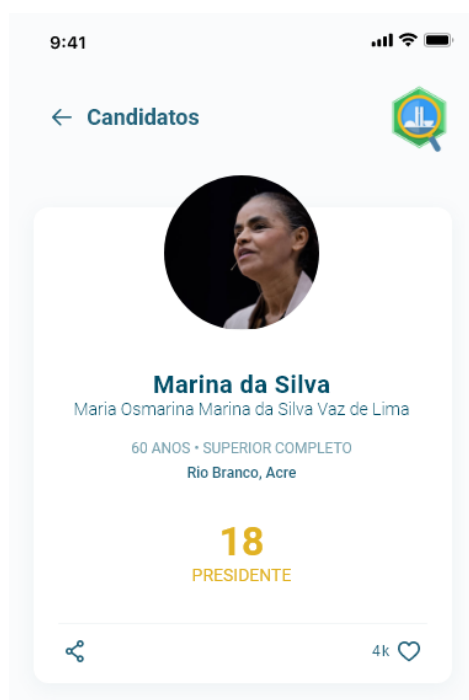 9:41
Candidatos
Marina da Silva
Maria Osmarina Marina da Silva Vaz de Lima
60 ANOS • SUPERIOR COMPLETO
Rio Branco, Acre
18
PRESIDENTE
4k